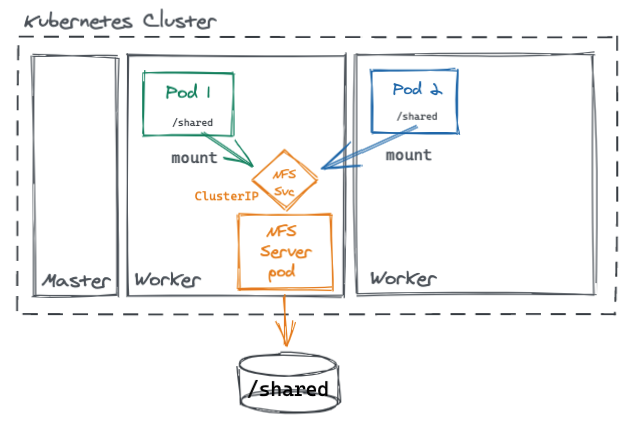 Kubernetes Cluster
Pod 1
/shared
mount
Pod 2
/shared
mount
NFS
Svc
ClusterIP
NFS
Server
pod
Master
Worker
Worker
/shared